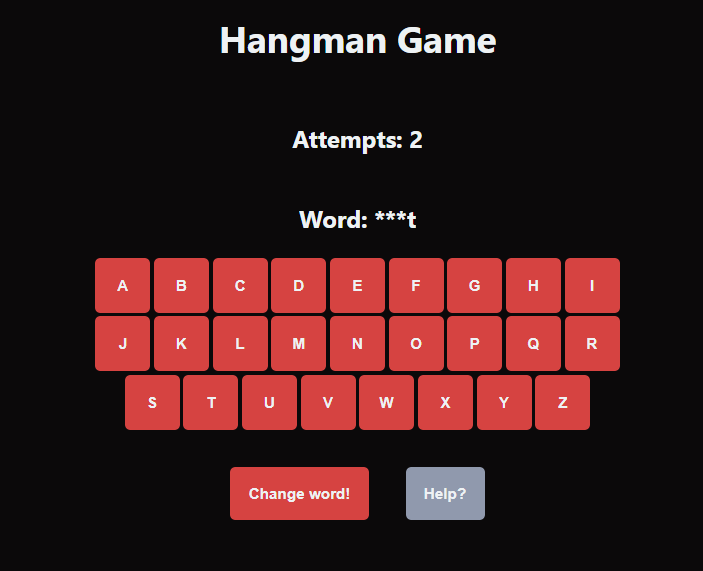 Hangman Game
Attempts: 2
Word: ***t
A B C D E F G H I
J K L M N O P Q R
S T U V W X Y Z
Change word! Help?